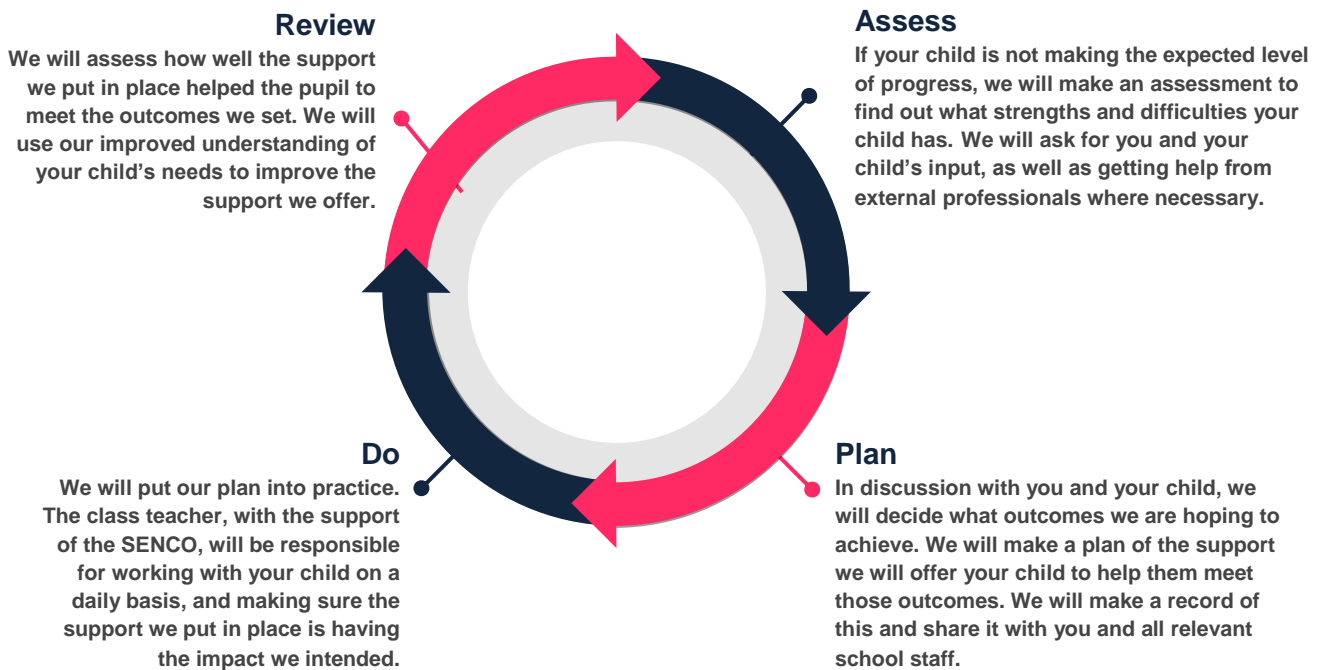 Review
We will assess how well the support
we put in place helped the pupil to
meet the outcomes we set. We will
use our improved understanding of
your child’s needs to improve the
support we offer.
Assess
If your child is not making the expected level
of progress, we will make an assessment to
find out what strengths and difficulties your
child has. We will ask for you and your
child’s input, as well as getting help from
external professionals where necessary.
Do
We will put our plan into practice.
The class teacher, with the support
of the SENCO, will be responsible
for working with your child on a
daily basis, and making sure the
support we put in place is having
the impact we intended.
Plan
In discussion with you and your child, we
will decide what outcomes we are hoping to
achieve. We will make a plan of the support
we will offer your child to help them meet
those outcomes. We will make a record of
this and share it with you and all relevant
school staff.